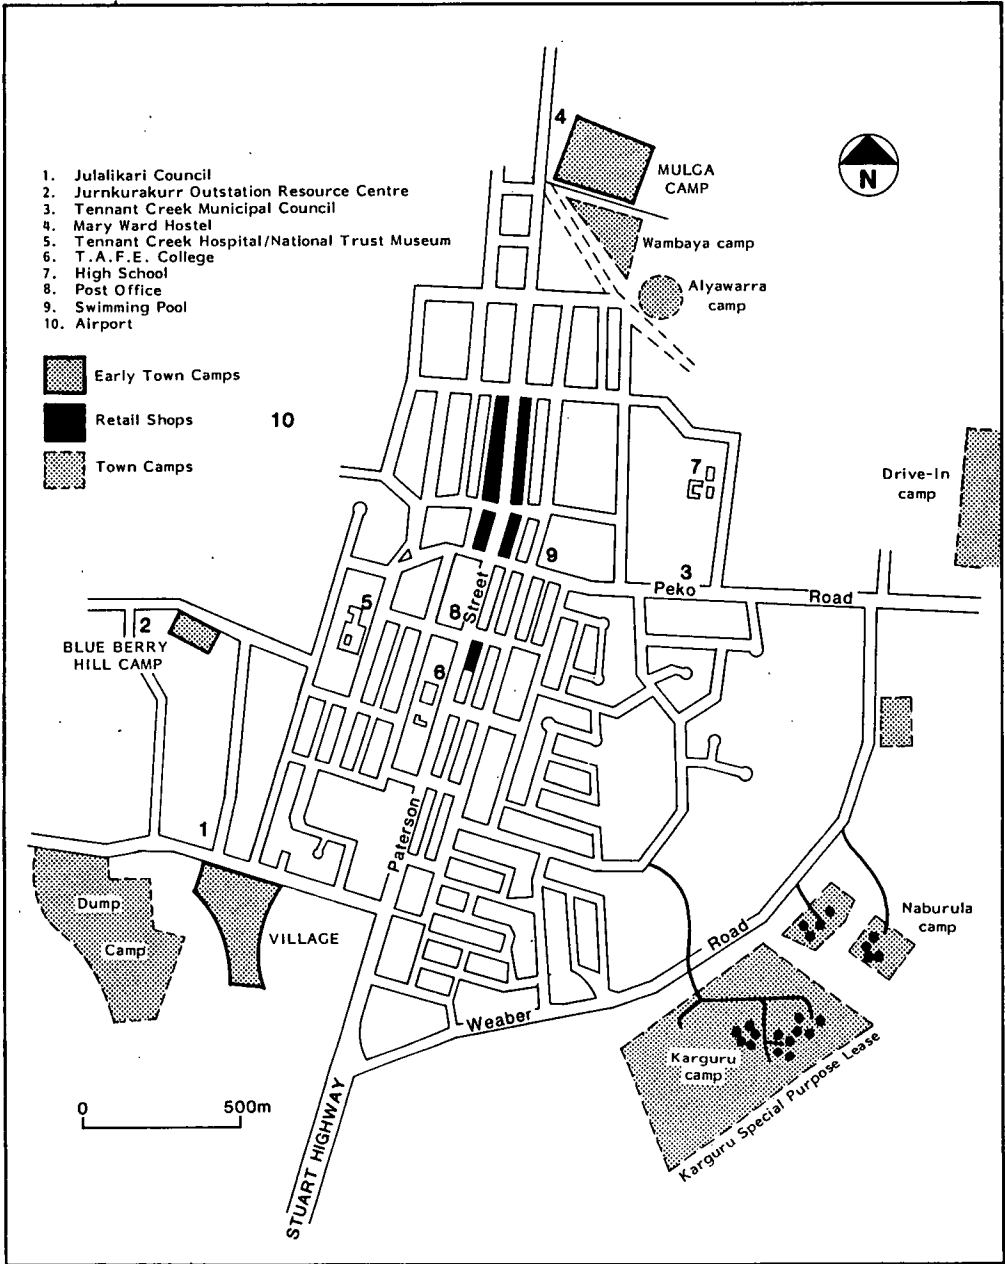 1. Julalikari Council
2. Jurnkurakurr Outstation Resource Centre
3. Tennant Creek Municipal Council
4. Mary Ward Hostel
5. Tennant Creek Hospital/National Trust Museum
6. T.A.F.E. College
7. High School
8. Post Office
9. Swimming Pool
10. Airport
Early Town Camps
Retail Shops
Town Camps
N
4
MULGA
CAMP
Wambaya camp
Alyawarra
camp
10
7
Drive-In
camp
9
3
Peko
Road
Street
5
8
2
BLUE BERRY
HILL CAMP
6
1
Paterson
Dump
Camp
VILLAGE
Naburula
camp
Road
Weaber
Karguru
camp
Karguru Special Purpose Lease
0 500m
STUART HIGHWAY